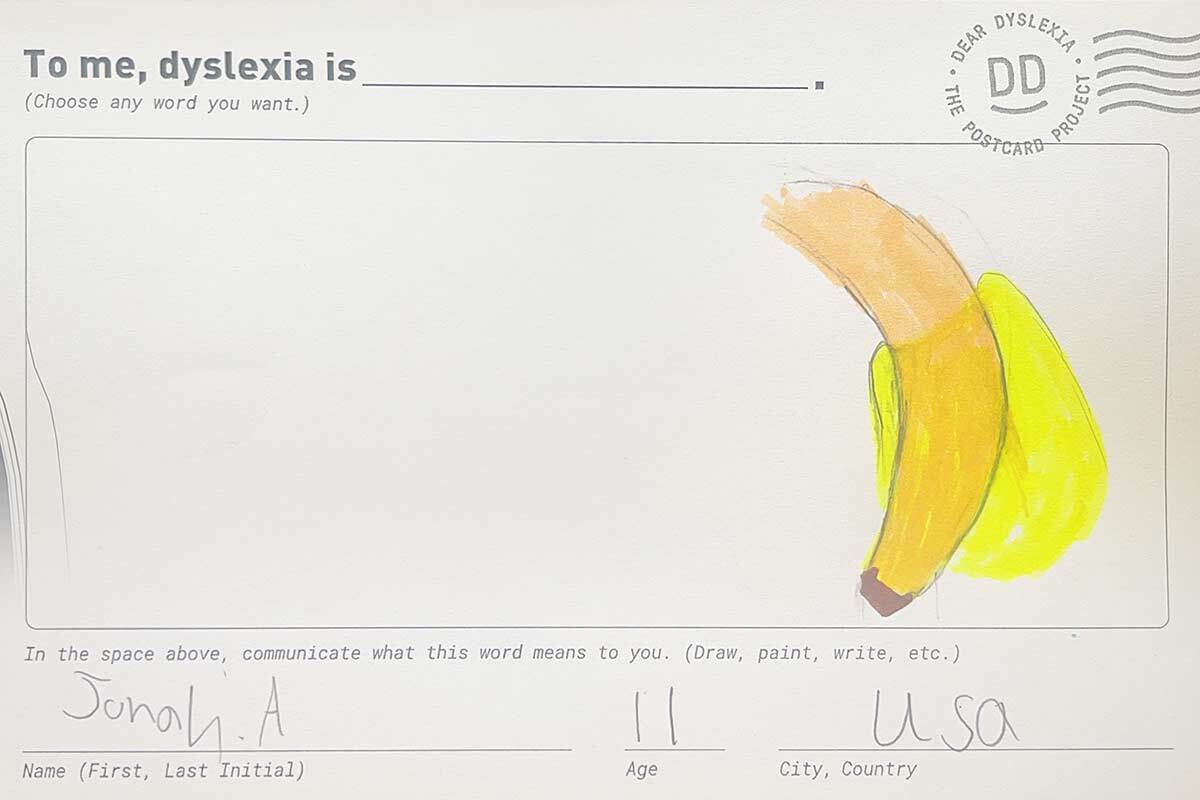 To me, dyslexia is ____.
(Choose any word you want.)
DEAR DYSLEXIA • THE POSTCARD PROJECT •
DD
In the space above, communicate what this word means to you. (Draw, paint, write, etc.)
Jonah. A
11
Usa
Name (First, Last Initial)
Age
City, Country